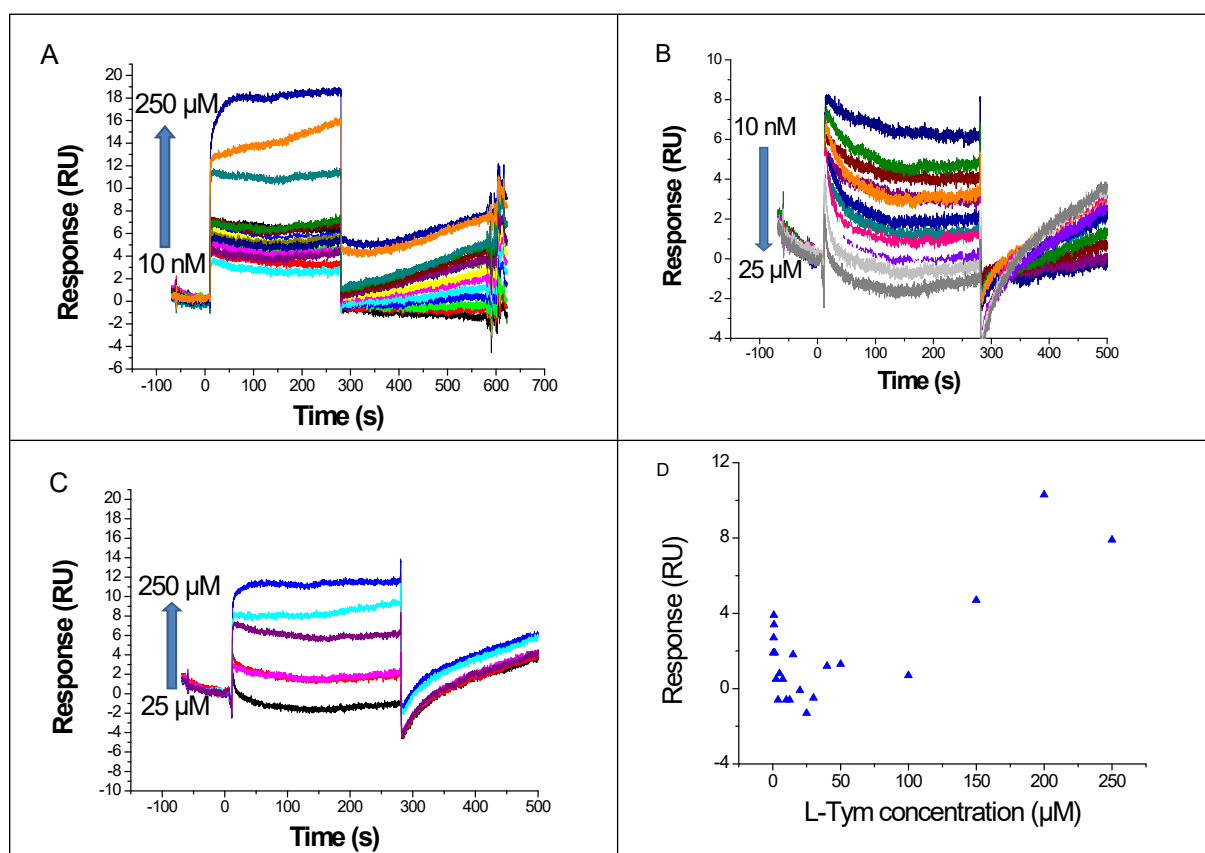 A
Response (RU)
21
20
18
16
14
12
10
8
6
4
2
0
-2
-4
-6
250 µM
10 nM
-100 0 100 200 300 400 500 600 700
Time (s)
B
Response (RU)
8
6
4
2
0
-2
4
10 nM
25 µM
-100 0 100 200 300 400 500
Time (s)
C
Response (RU)
20
18
16
14
12
10
8
6
4
2
0
-2
-4
-6
-8
-10
250 µM
25 µM
-100 0 100 200 300 400 500
Time (s)
D
Response (RU)
12
8
4
0
-4
0 50 100 150 200 250
L-Tym concentration (µM)